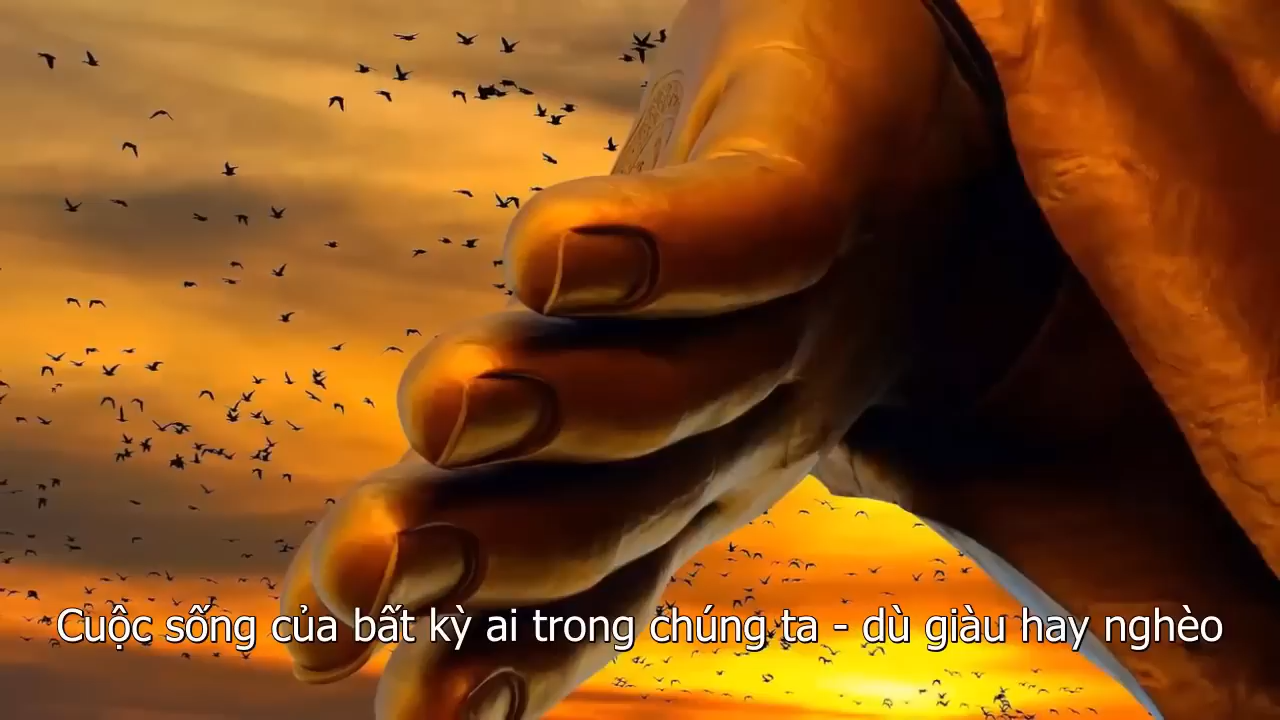 Cuộc sống của bất kỳ ai trong chúng ta - dù giàu hay nghèo